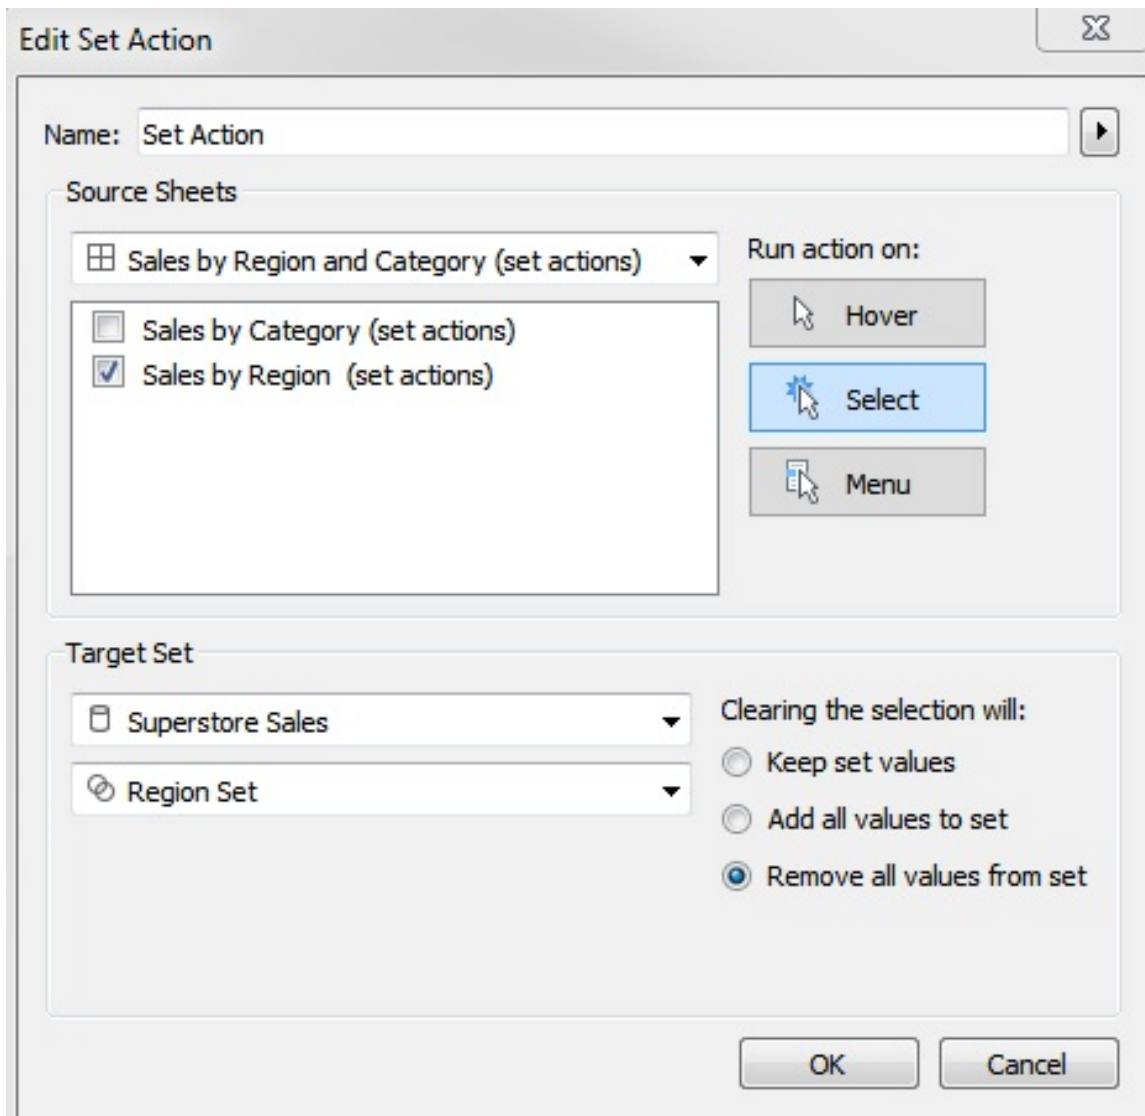 Edit Set Action
Name: Set Action
Source Sheets
Sales by Region and Category (set actions)
Run action on:
Sales by Category (set actions)
Sales by Region (set actions)
Hover
Select
Menu
Target Set
Superstore Sales
Region Set
Clearing the selection will:
Keep set values
Add all values to set
Remove all values from set
OK
Cancel